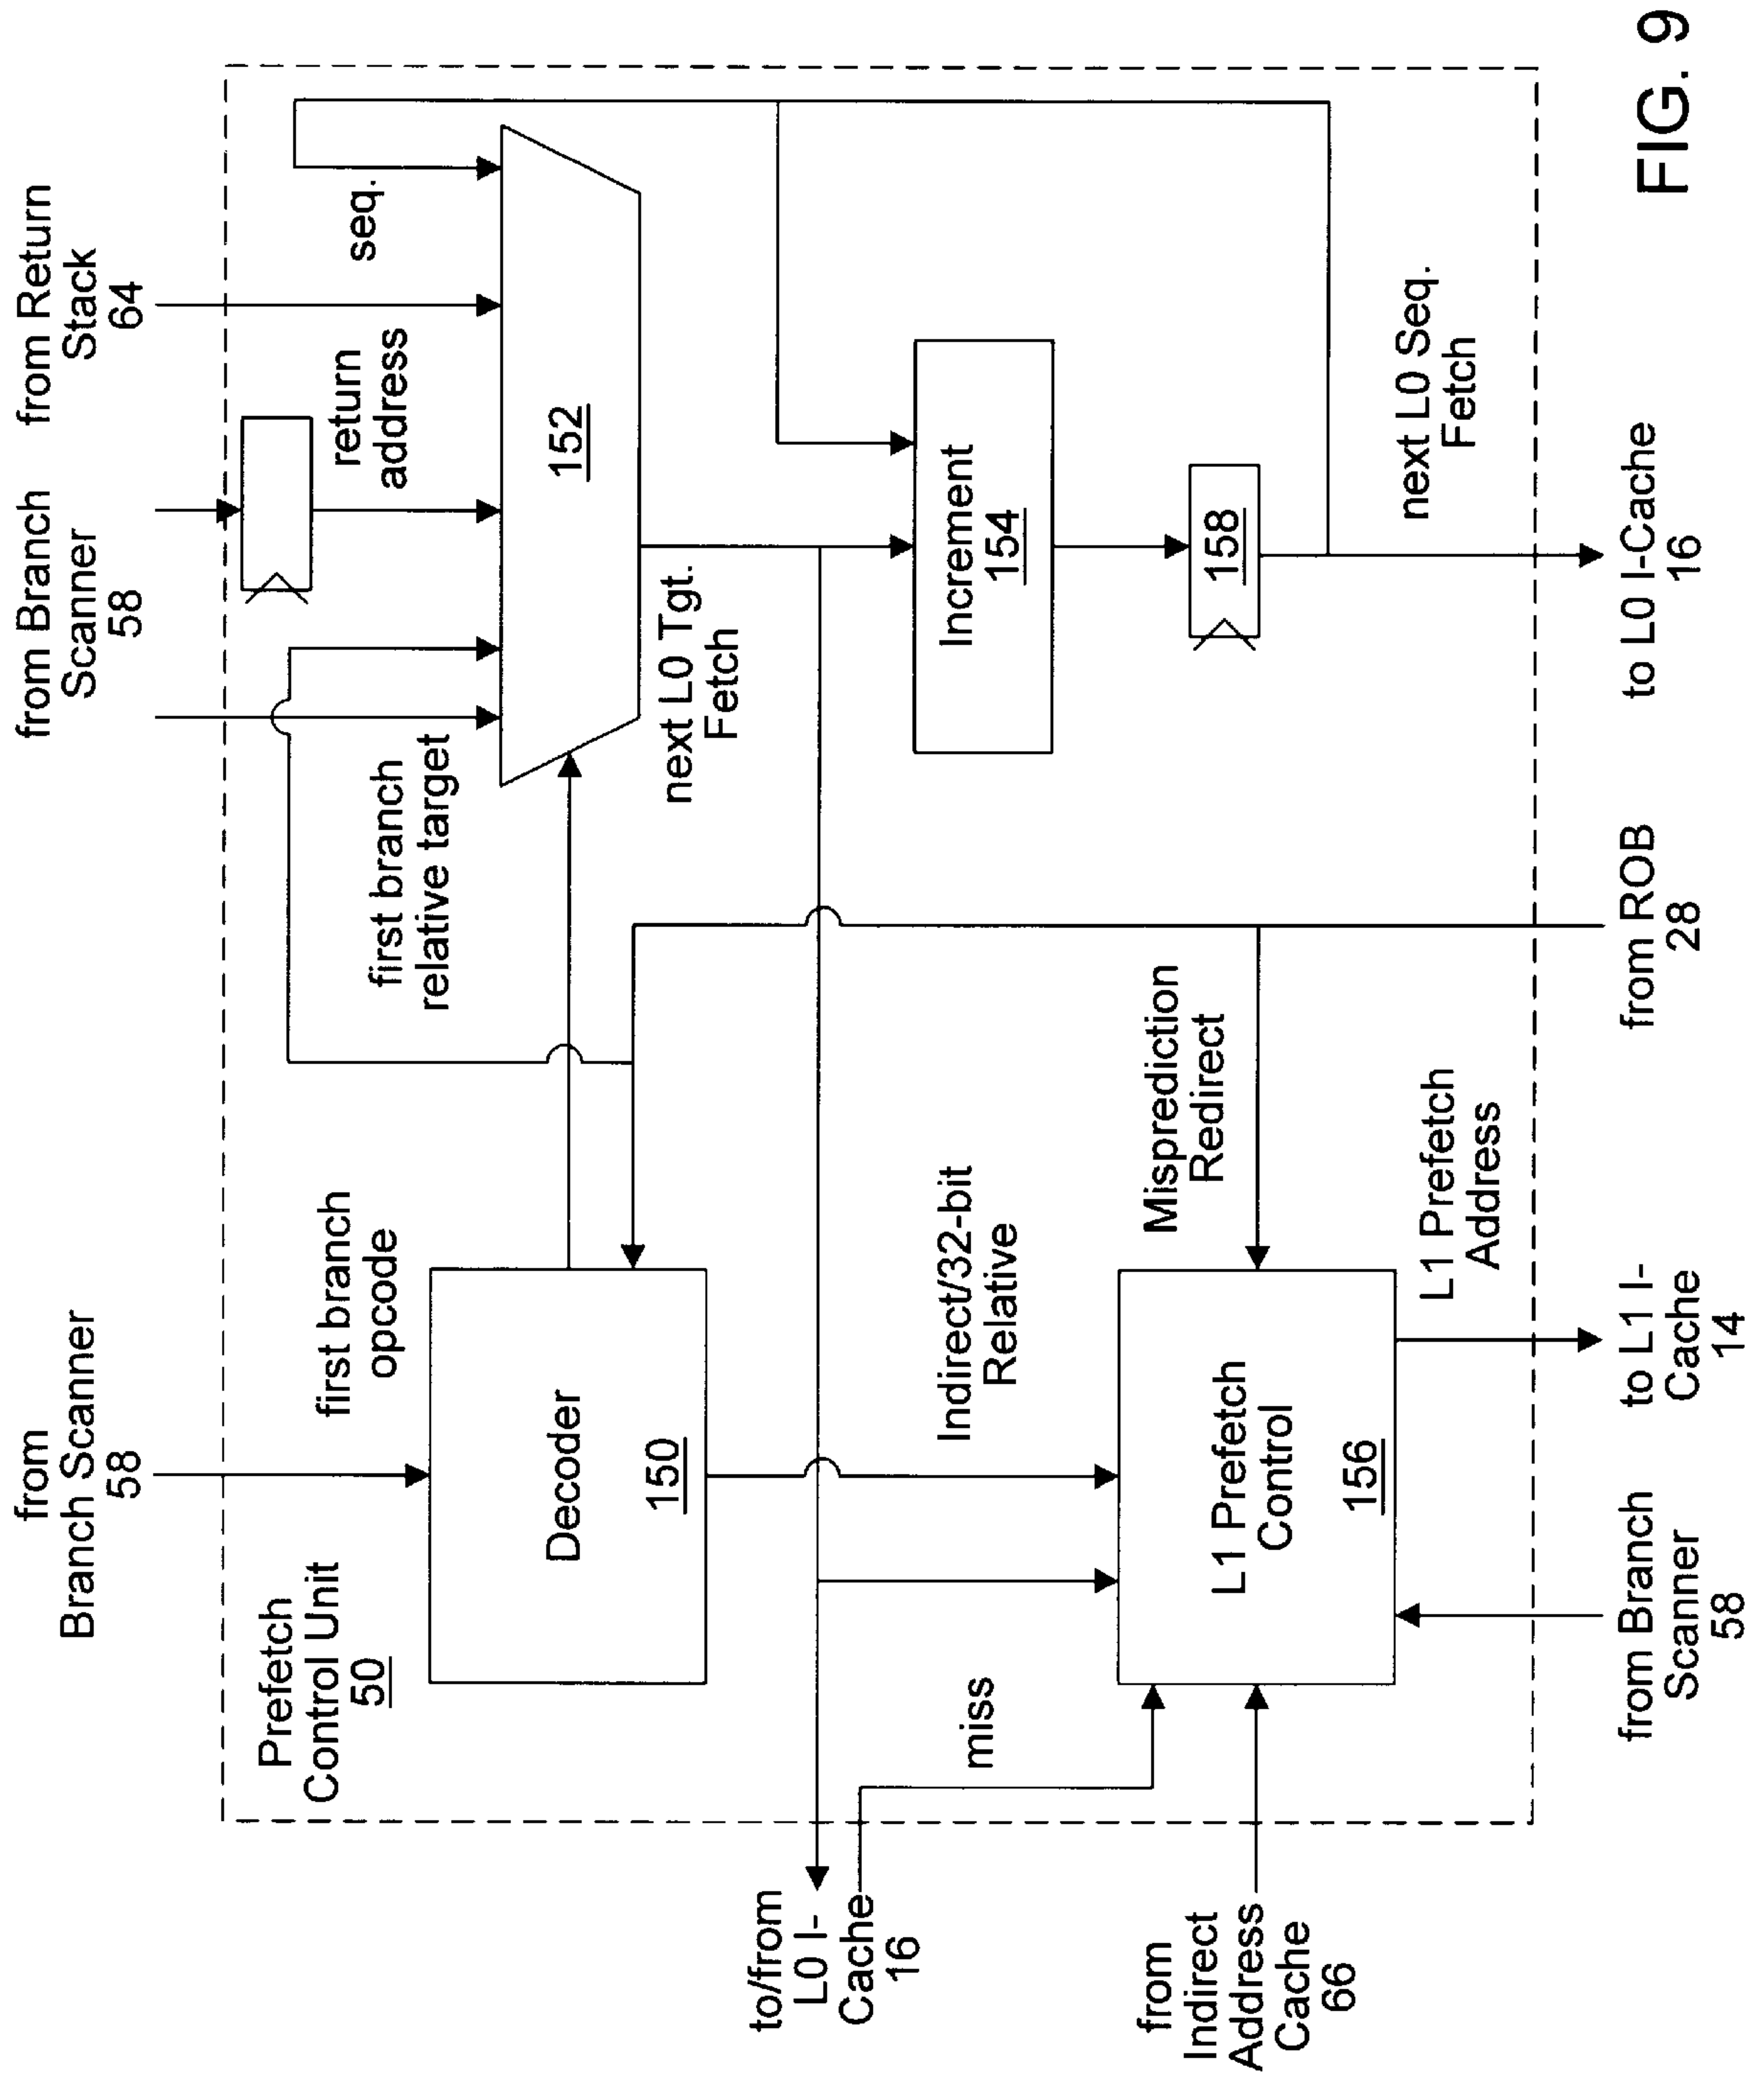 from
Branch Scanner
58
from Branch
Scanner
58
from Return
Stack
64
Prefetch
Control Unit
50
first branch
opcode
first branch
relative target
return
address
seq.
Decoder
150
152
next L0 Tgt.
Fetch
to/from
L0 I-
Cache
16
miss
Indirect/32-bit
Relative
Increment
154
Misprediction
Redirect
158
from
Indirect
Address
Cache
66
L1 Prefetch
Control
156
L1 Prefetch
Address
next L0 Seq.
Fetch
from Branch
Scanner
58
to L1 I-
Cache
14
from ROB
28
to L0 I-Cache
16
FIG. 9